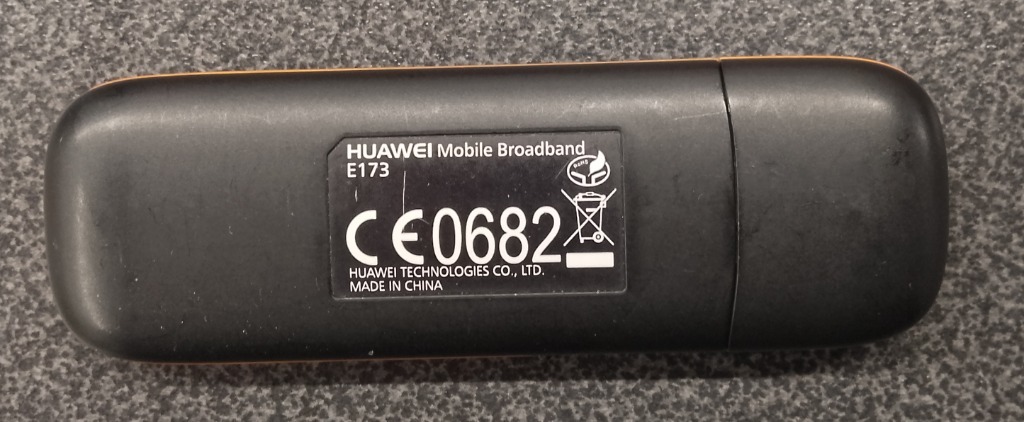 HUAWEI Mobile Broadband
E173
CE0682
HUAWEI TECHNOLOGIES CO., LTD.
MADE IN CHINA